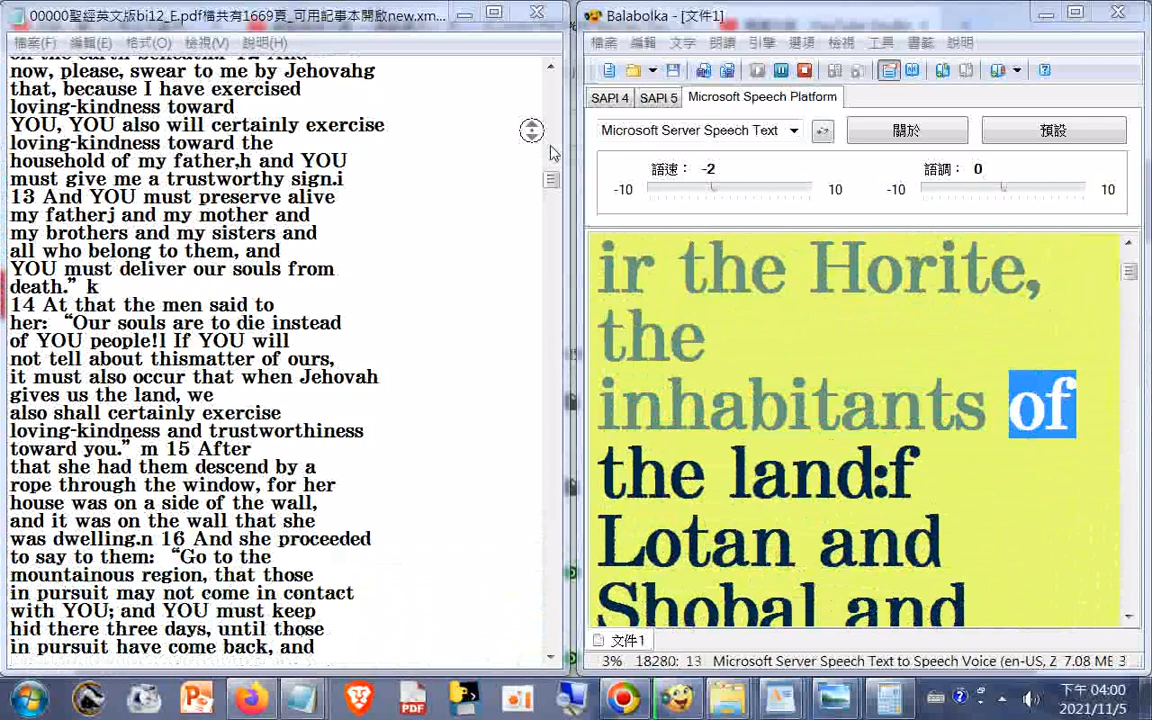 00000聖經英文版bi12_E.pdf檔共有1669頁_可用記事本開啟new.xm...
檔案(F) 編輯(E) 格式(O) 檢視(V) 說明(H)
now, please, swear to me by Jehovahg
that, because I have exercised
loving-kindness toward
YOU, YOU also will certainly exercise
loving-kindness toward the
household of my father,h and YOU
must give me a trustworthy sign.i
13 And YOU must preserve alive
my fatherj and my mother and
my brothers and my sisters and
all who belong to them, and
YOU must deliver our souls from
death.” k
14 At that the men said to
her: “Our souls are to die instead
of YOU people!l If YOU will
not tell about thismatter of ours,
it must also occur that when Jehovah
gives us the land, we
also shall certainly exercise
loving-kindness and trustworthiness
toward you.” m 15 After
that she had them descend by a
rope through the window, for her
house was on a side of the wall,
and it was on the wall that she
was dwelling.n 16 And she proceeded
to say to them: “Go to the
mountainous region, that those
in pursuit may not come in contact
with YOU; and YOU must keep
hid there three days, until those
in pursuit have come back, and
Balabolka - [文件1]
檔案 編輯 文字 朗讀 引擎 選項 檢視 工具 書籤 說明
SAPI 4 SAPI 5 Microsoft Speech Platform
Microsoft Server Speech Text 關於 預設
語速： -2 語調： 0
-10 10 -10 10
ir the Horite,
the
inhabitants of
the land:f
Lotan and
Shobal and
文件1
3% 18280: 13 Microsoft Server Speech Text to Speech Voice (en-US, Z 7.08 ME 3
PDF
下午 04:00
2021/11/5